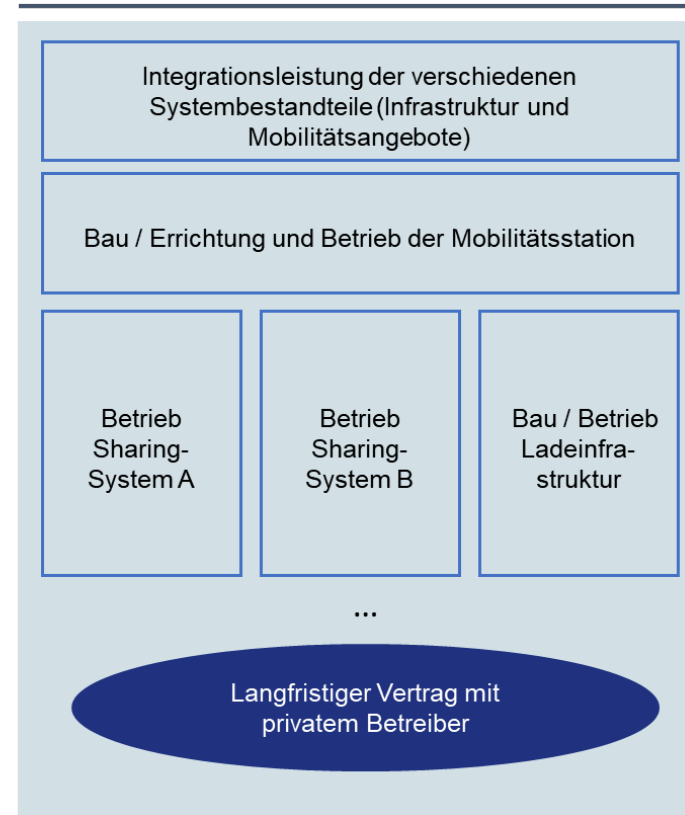 Integrationsleistung der verschiedenen
Systembestandteile (Infrastruktur und
Mobilitätsangebote)
Bau / Errichtung und Betrieb der Mobilitätsstation
Betrieb
Sharing-
System A
Betrieb
Sharing-
System B
Bau / Betrieb
Ladeinfra-
struktur
...
Langfristiger Vertrag mit
privatem Betreiber